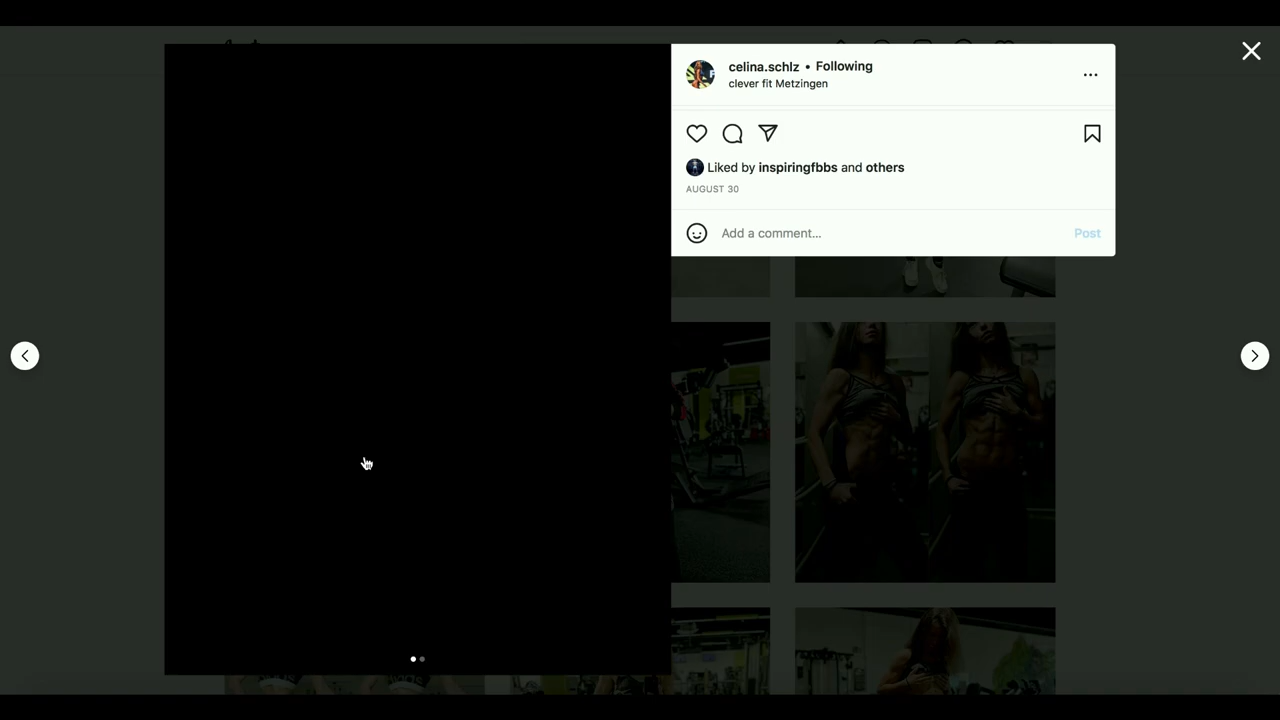 celina.schlz • Following
clever fit Metzingen
Liked by inspiringfbbs and others
AUGUST 30
Add a comment... Post